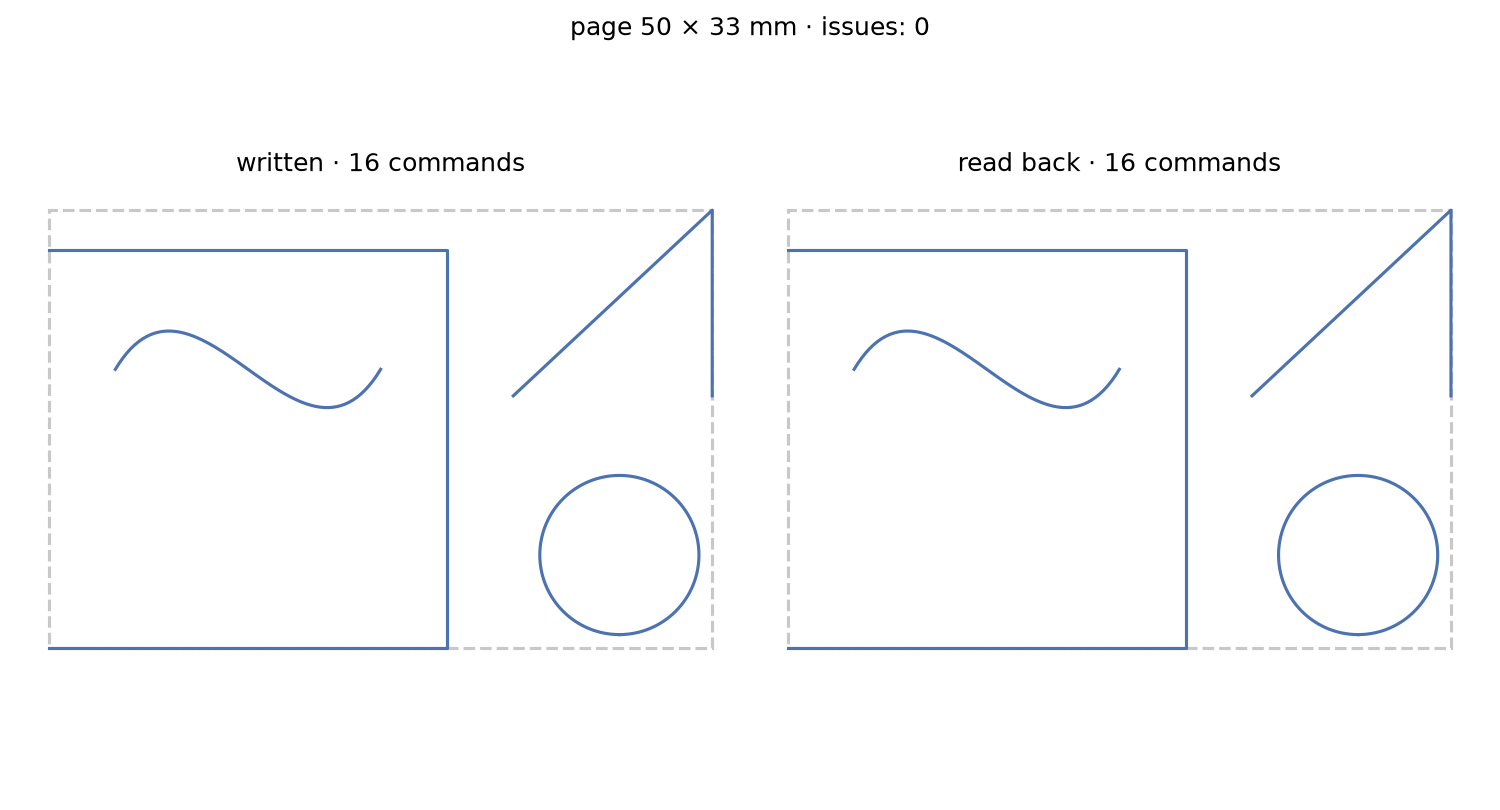 page 50 × 33 mm · issues: 0
written · 16 commands
read back · 16 commands